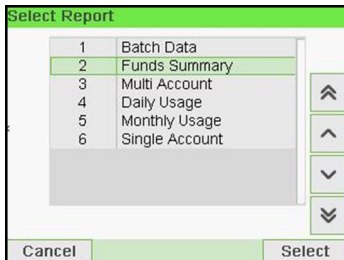 Select Report
1 Batch Data
2 Funds Summary
3 Multi Account
4 Daily Usage
5 Monthly Usage
6 Single Account
Cancel Select